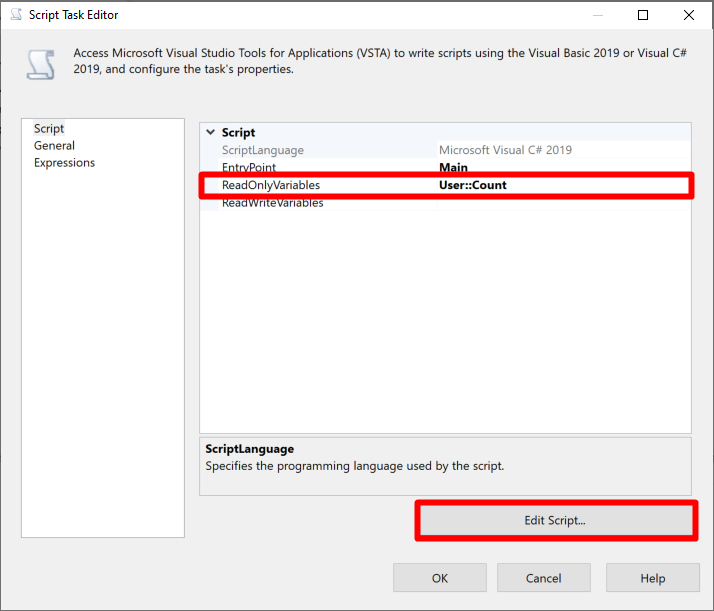 Script Task Editor
Access Microsoft Visual Studio Tools for Applications (VSTA) to write scripts using the Visual Basic 2019 or Visual C#
2019, and configure the task's properties.
Script
General
Expressions
Script
ScriptLanguage Microsoft Visual C# 2019
EntryPoint Main
ReadOnlyVariables User::Count
ReadWriteVariables
ScriptLanguage
Specifies the programming language used by the script.
Edit Script...
OK Cancel Help